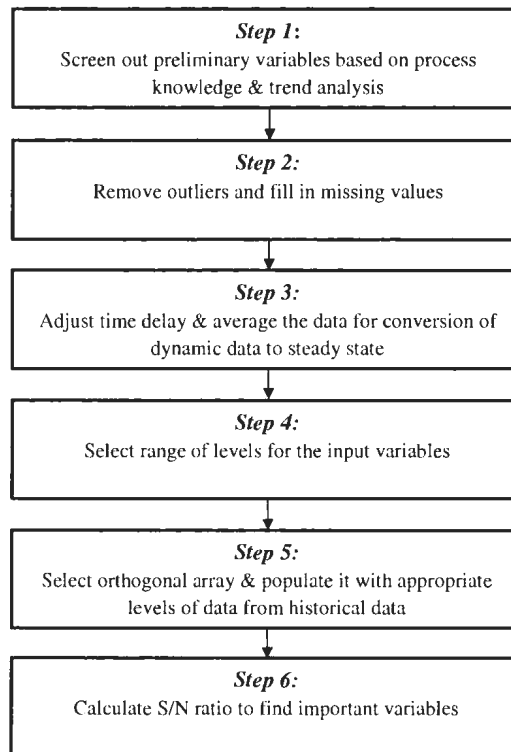 Step 1:
Screen out preliminary variables based on process
knowledge & trend analysis
Step 2:
Remove outliers and fill in missing values
Step 3:
Adjust time delay & average the data for conversion of
dynamic data to steady state
Step 4:
Select range of levels for the input variables
Step 5:
Select orthogonal array & populate it with appropriate
levels of data from historical data
Step 6:
Calculate S/N ratio to find important variables